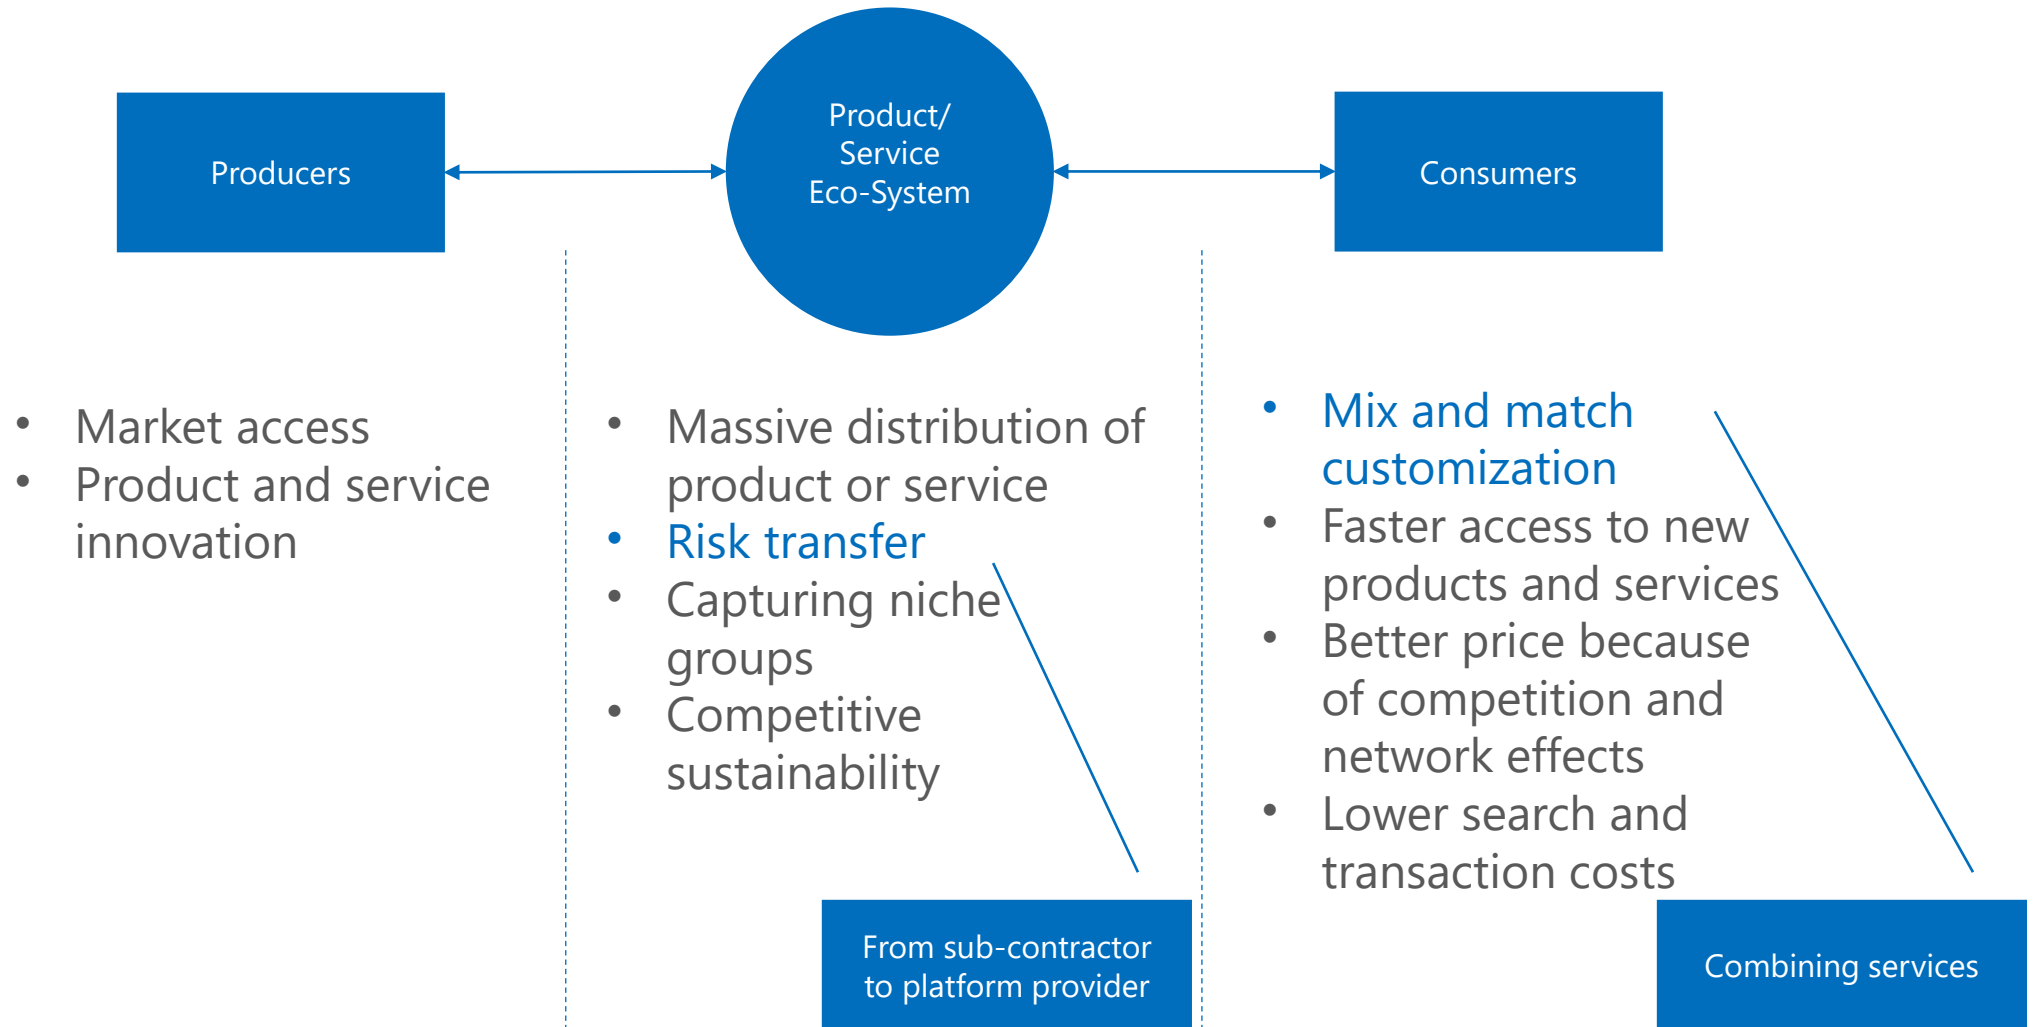 Product/
Service
Eco-System
Producers
Consumers
• Market access
• Product and service
innovation
• Massive distribution of
product or service
• Risk transfer
• Capturing niche
groups
• Competitive
sustainability
• Mix and match
customization
• Faster access to new
products and services
• Better price because
of competition and
network effects
• Lower search and
transaction costs
From sub-contractor
to platform provider
Combining services